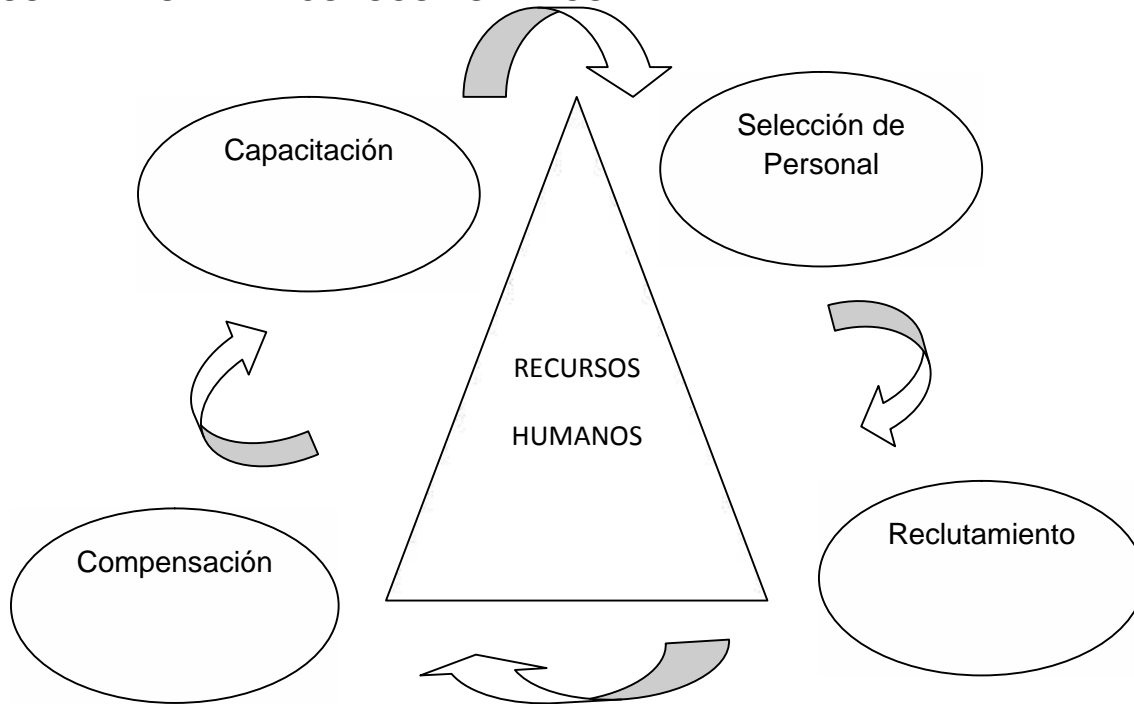 Capacitación
Selección de
Personal
RECURSOS
HUMANOS
Reclutamiento
Compensación